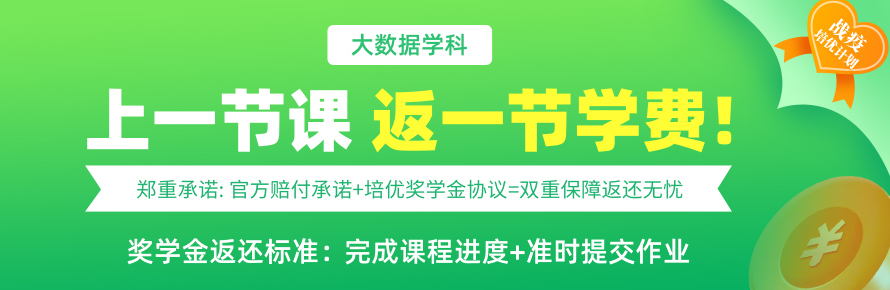 大数据学科
战疫
培优计划
上一节课 返一节学费!
郑重承诺: 官方赔付承诺+培优奖学金协议=双重保障返还无忧
奖学金返还标准：完成课程进度+准时提交作业
¥